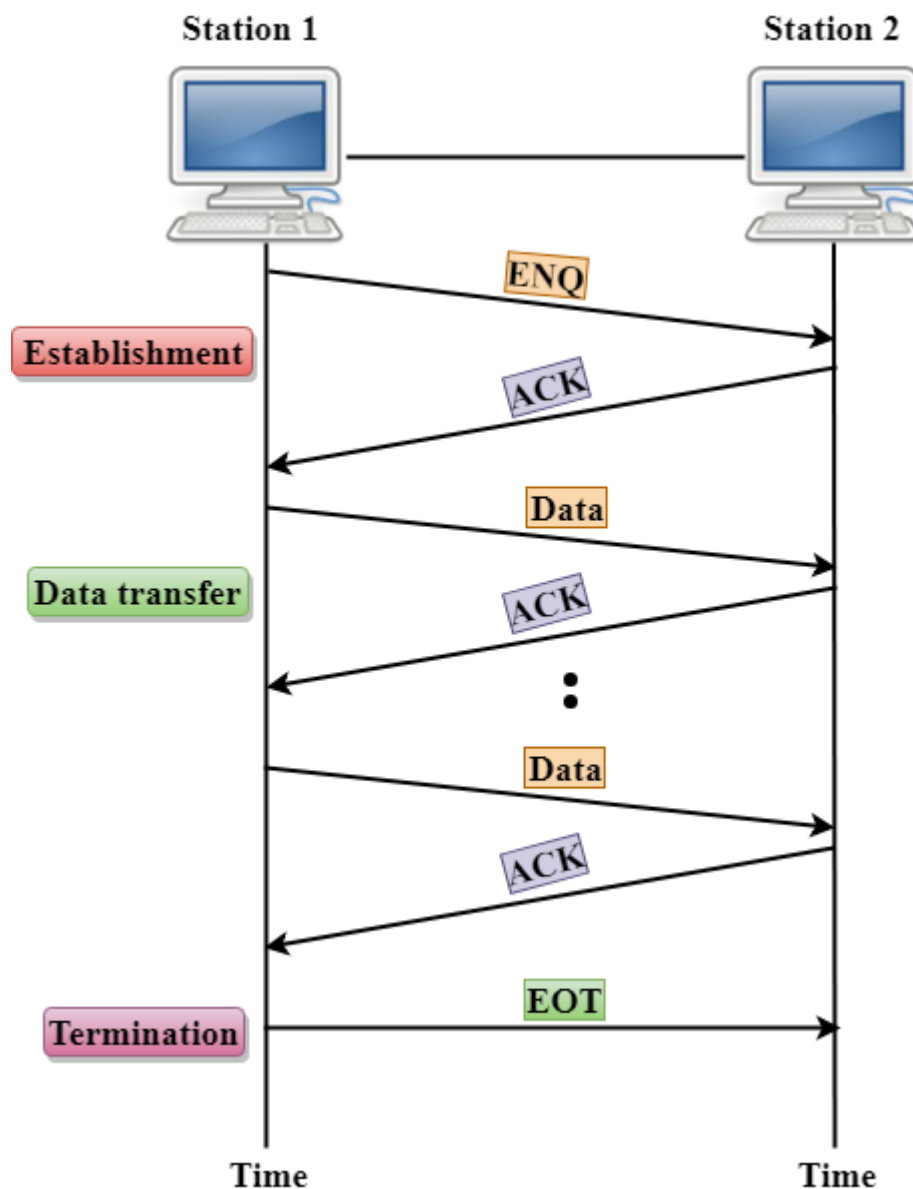 Station 1
Station 2
ENQ
Establishment
ACK
Data
Data transfer
ACK
Data
ACK
EOT
Termination
Time
Time